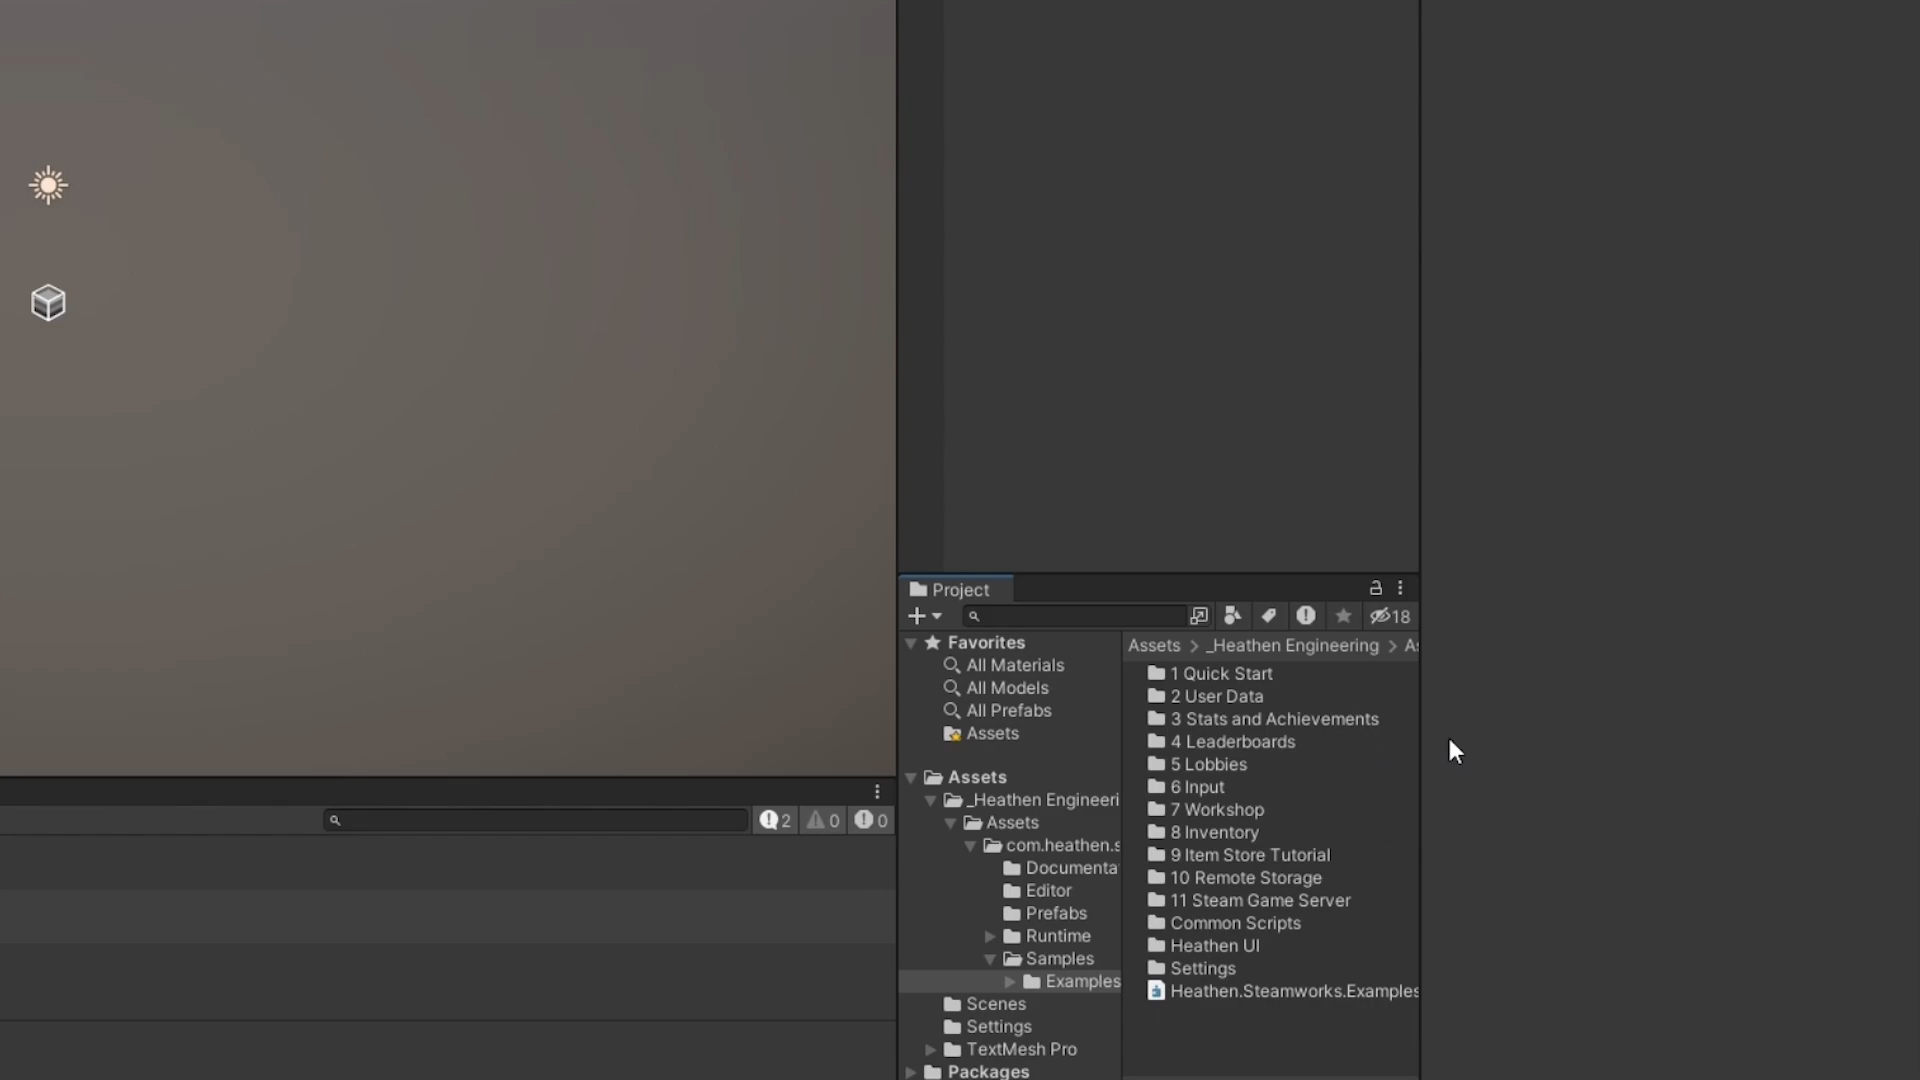 Project
18
Favorites
All Materials
All Models
All Prefabs
Assets
Assets
_Heathen Engineeri
Assets
com.heathen.s
Documenta
Editor
Prefabs
Runtime
Samples
Examples
Scenes
Settings
TextMesh Pro
Packages
Assets > _Heathen Engineering > As
1 Quick Start
2 User Data
3 Stats and Achievements
4 Leaderboards
5 Lobbies
6 Input
7 Workshop
8 Inventory
9 Item Store Tutorial
10 Remote Storage
11 Steam Game Server
Common Scripts
Heathen UI
Settings
Heathen.Steamworks.Examples
2 0 0